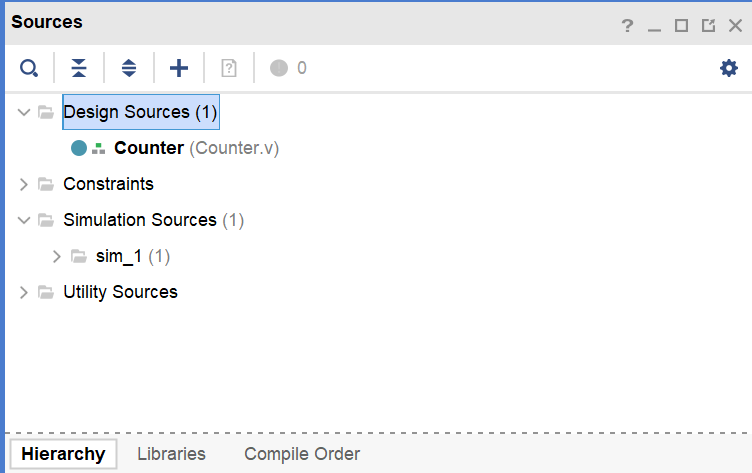 Sources
0
Design Sources (1)
Counter (Counter.v)
Constraints
Simulation Sources (1)
sim_1 (1)
Utility Sources
Hierarchy Libraries Compile Order